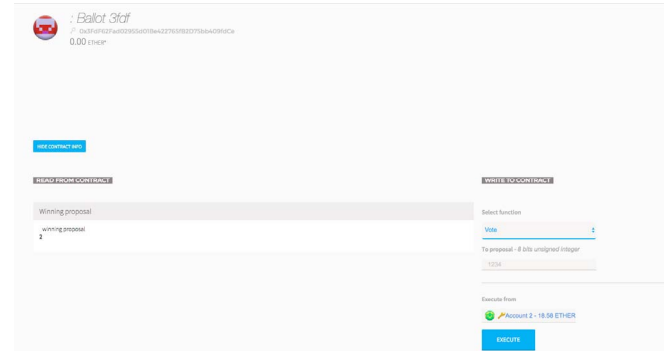 : Ballot 3fdf
0.00 ETHER*
HIDE CONTRACT INFO
READ FROM CONTRACT
WRITE TO CONTRACT
Winning proposal
winning proposal
2
Select function
Vote
To proposal - 8 bits unsigned integer
1234
Execute from
Account 2 - 18.58 ETHER
EXECUTE